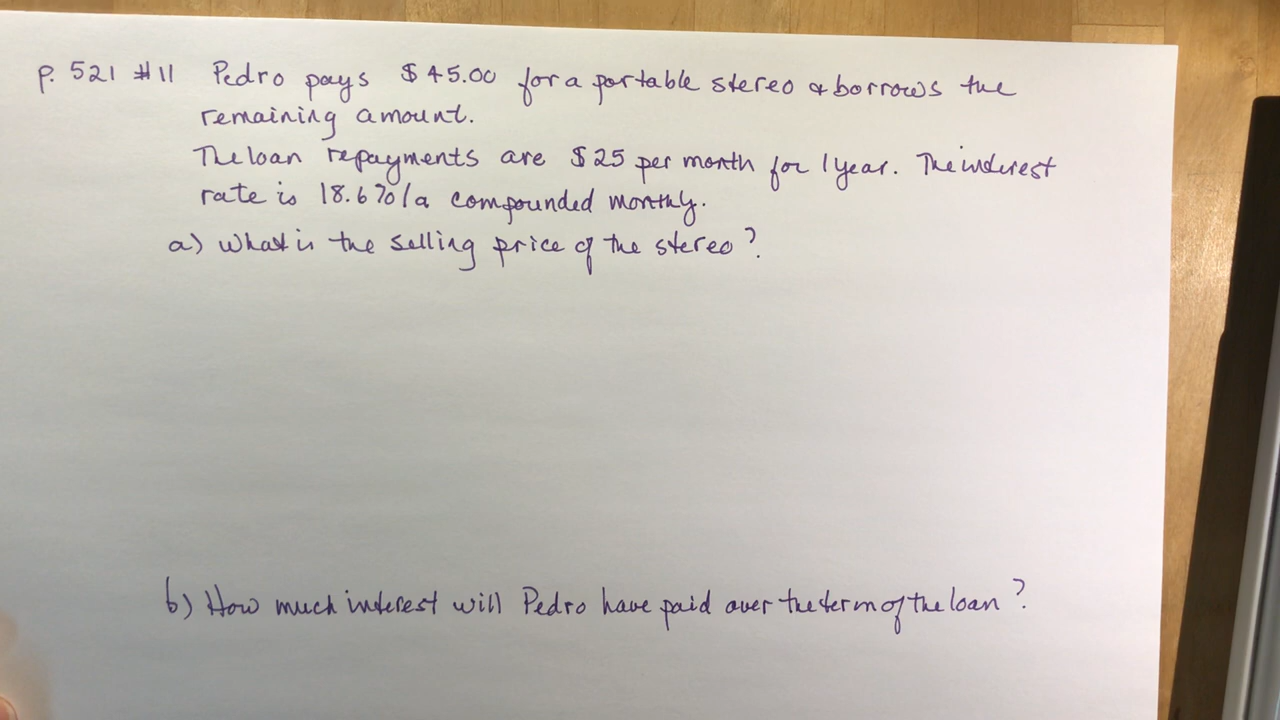 p. 521 #11 Pedro pays $45.00 for a portable stereo & borrows the
remaining amount.
The loan repayments are $25 per month for 1 year. The interest
rate is 18.6%/a compounded monthly.
a) What is the selling price of the stereo?
b) How much interest will Pedro have paid over the term of the loan?